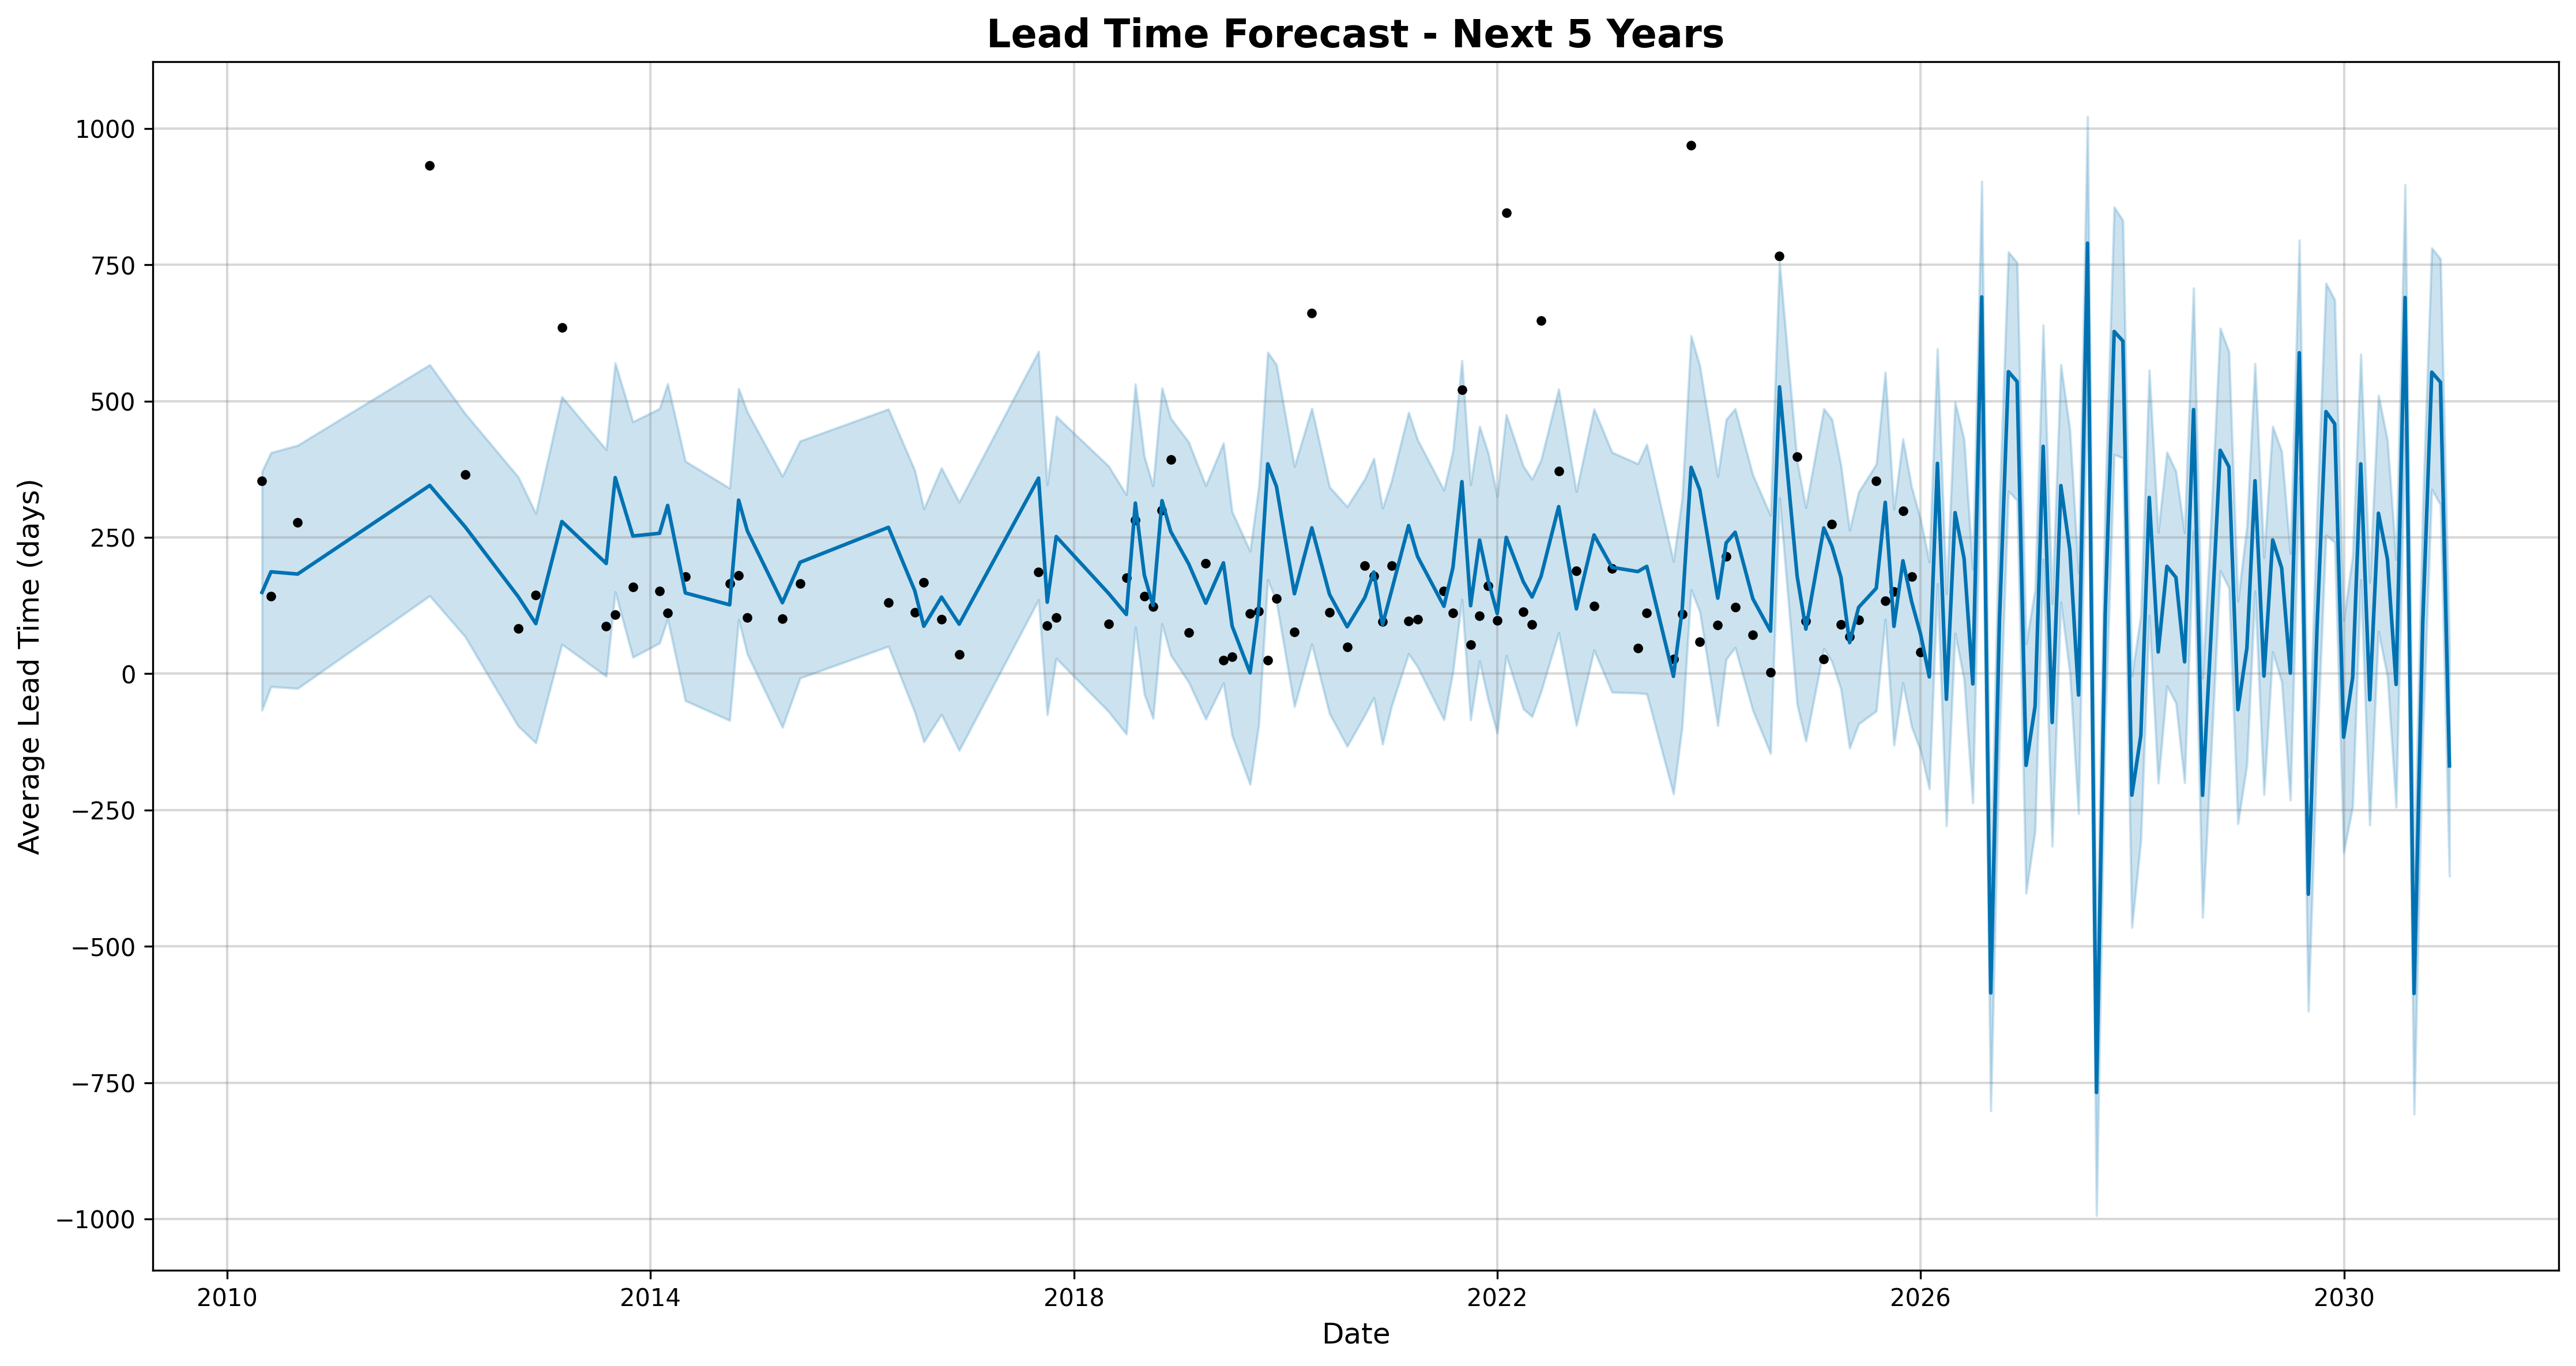 Lead Time Forecast - Next 5 Years
Average Lead Time (days)
1000
750
500
250
0
−250
−500
−750
−1000
2010 2014 2018 2022 2026 2030
Date